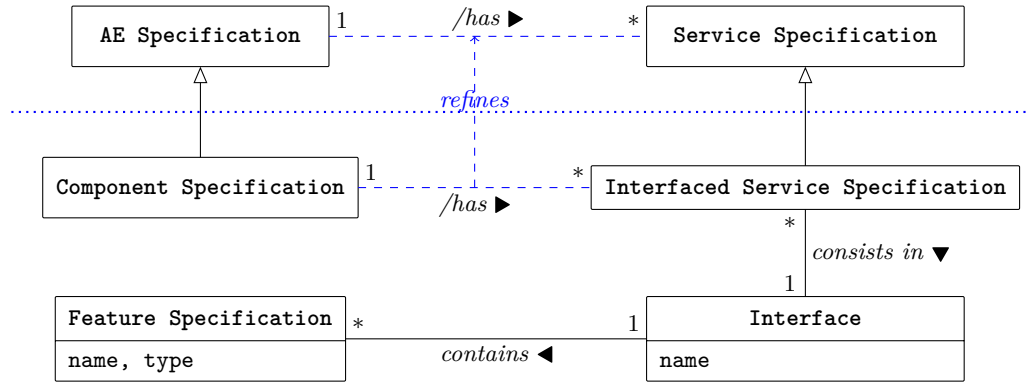 AE Specification
1
/has ▶
*
Service Specification
refines
Component Specification
1
/has ▶
*
Interfaced Service Specification
*
consists in ▼
1
Feature Specification
name, type
*
contains ◀
1
Interface
name